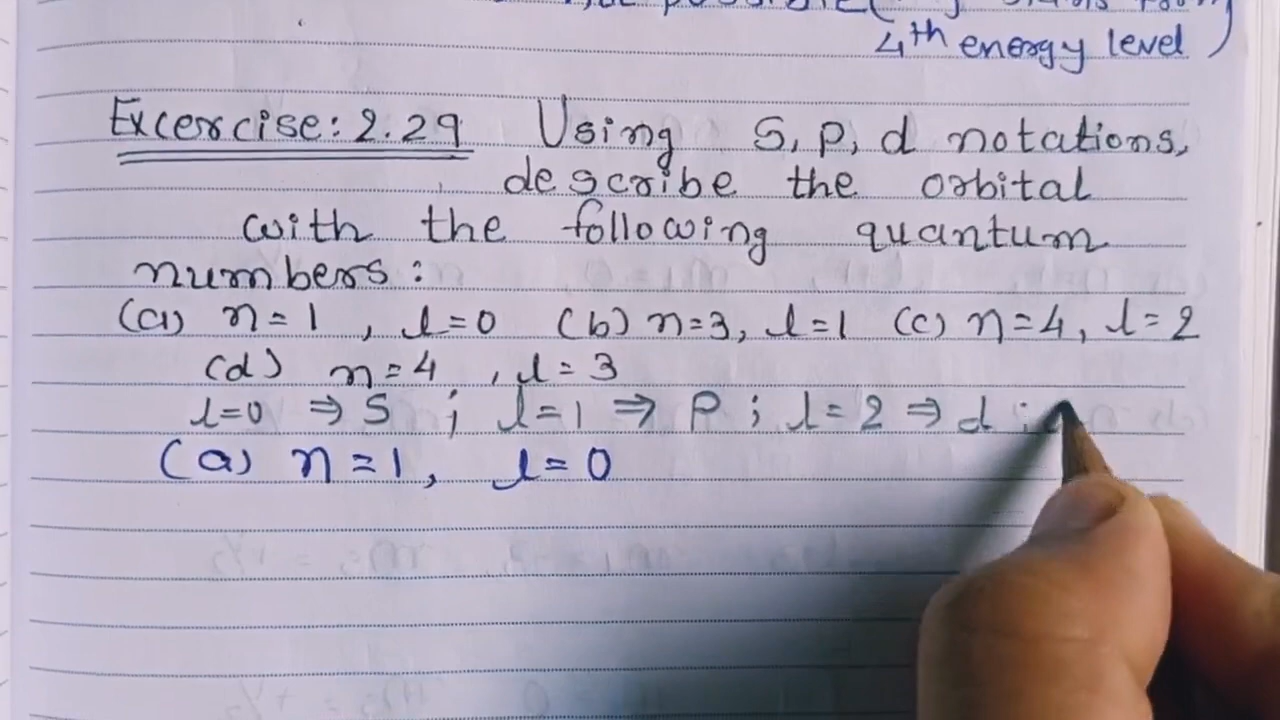 4th energy level)
Excercise: 2.29 Using S, P, d notations,
describe the orbital
with the following quantum
numbers:
(a) n=1, l=0 (b) n=3, l=1 (c) n=4, l=2
(d) n=4, l=3
l=0 ⇒ S ; l=1 ⇒ P ; l=2 ⇒ d ;
(a) n=1, l=0